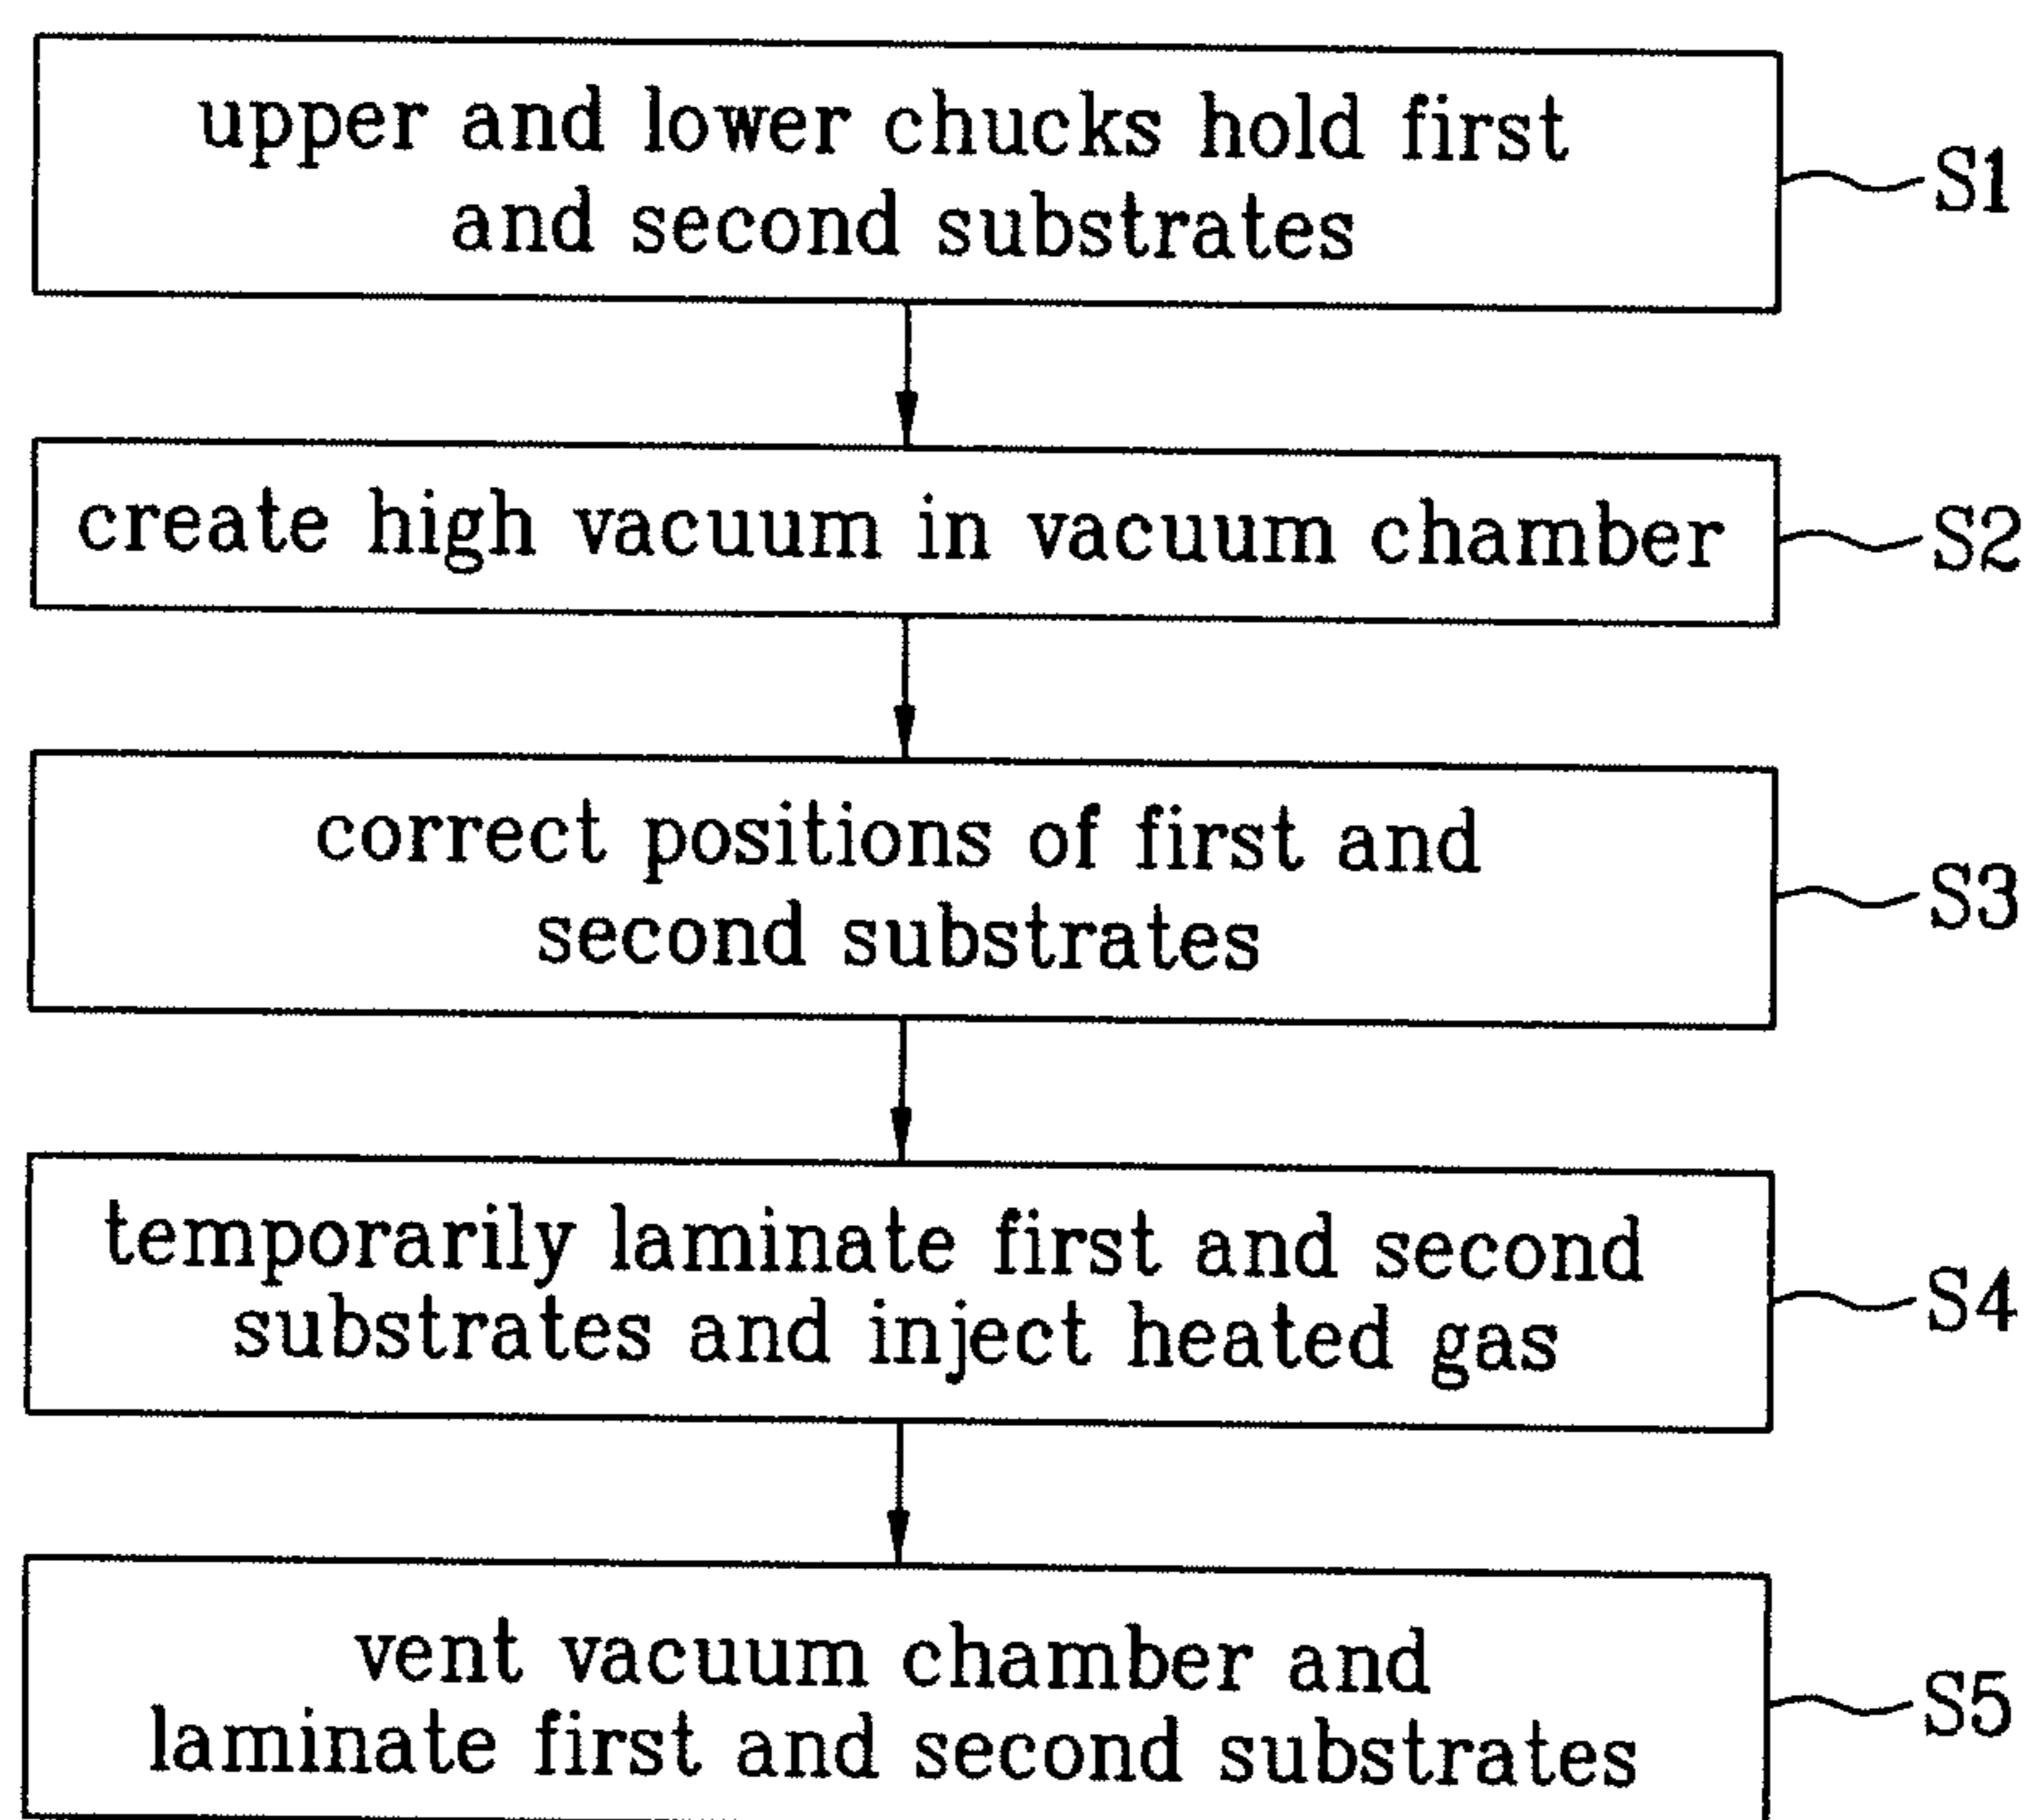 upper and lower chucks hold first
and second substrates
S1
create high vacuum in vacuum chamber
S2
correct positions of first and
second substrates
S3
temporarily laminate first and second
substrates and inject heated gas
S4
vent vacuum chamber and
laminate first and second substrates
S5